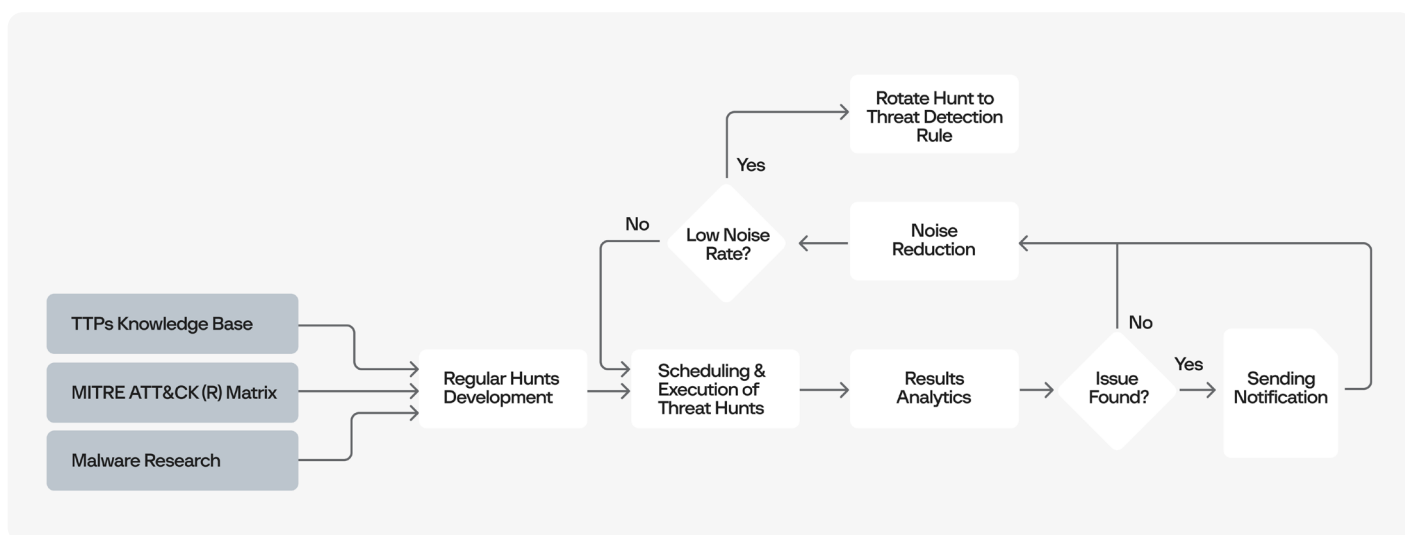 Rotate Hunt to
Threat Detection
Rule
Yes
No
Low Noise
Rate?
Noise
Reduction
TTPs Knowledge Base
MITRE ATT&CK (R) Matrix
Malware Research
Regular Hunts
Development
Scheduling &
Execution of
Threat Hunts
Results
Analytics
Issue
Found?
No
Yes
Sending
Notification